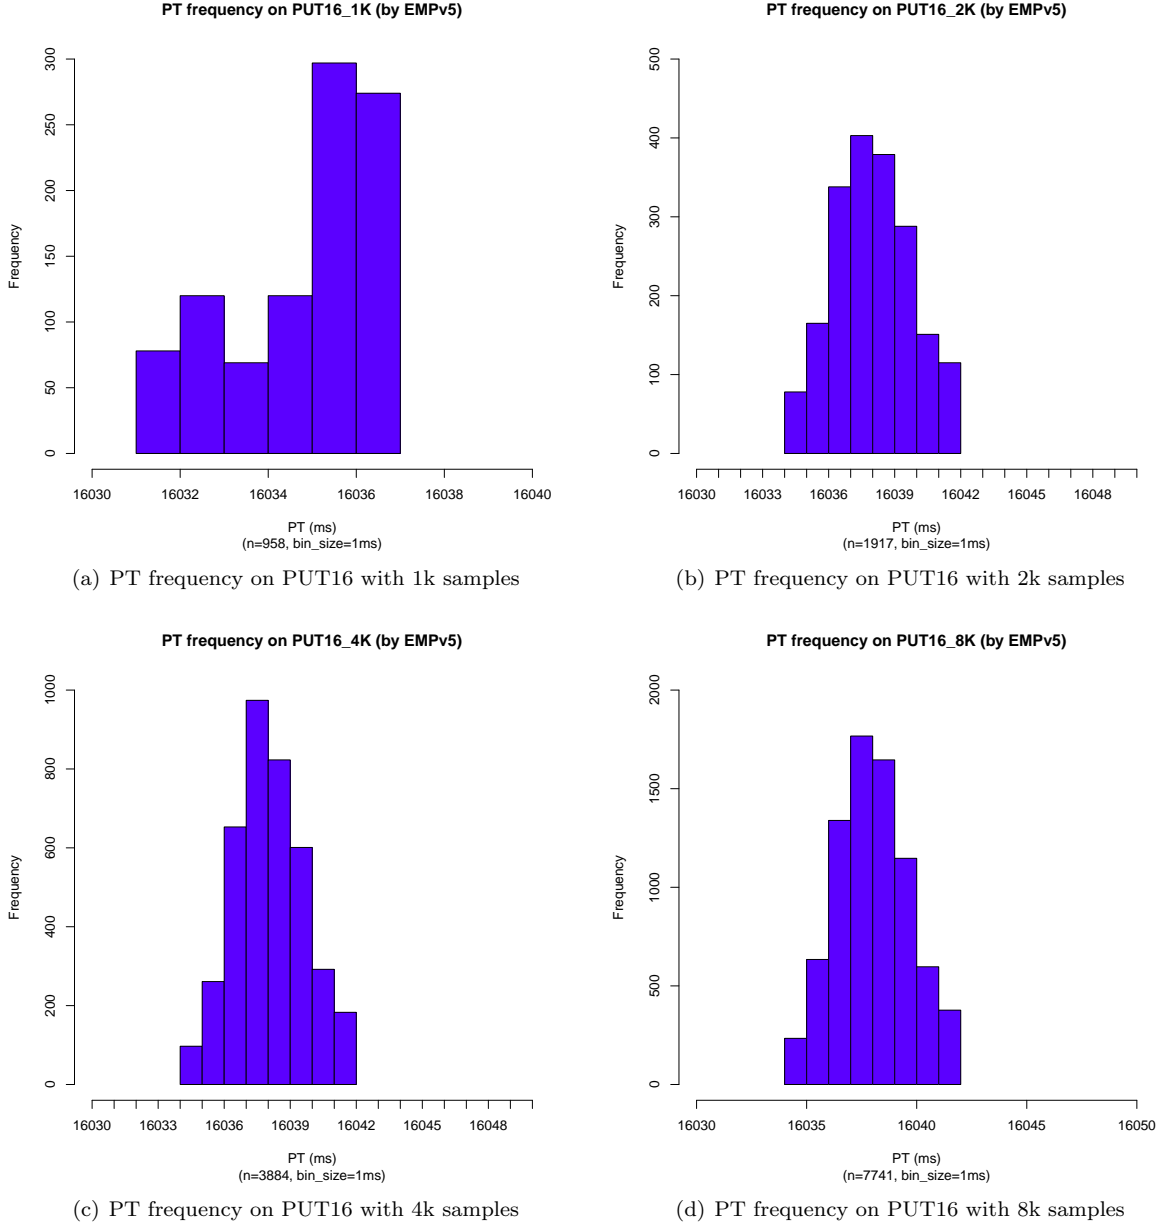 PT frequency on PUT16_1K (by EMPv5)
300
250
200
150
100
50
0
Frequency
16030 16032 16034 16036 16038 16040
PT (ms)
(n=958, bin_size=1ms)
(a) PT frequency on PUT16 with 1k samples
PT frequency on PUT16_2K (by EMPv5)
500
400
300
200
100
0
Frequency
16030 16033 16036 16039 16042 16045 16048
PT (ms)
(n=1917, bin_size=1ms)
(b) PT frequency on PUT16 with 2k samples
PT frequency on PUT16_4K (by EMPv5)
1000
800
600
400
200
0
Frequency
16030 16033 16036 16039 16042 16045 16048
PT (ms)
(n=3884, bin_size=1ms)
(c) PT frequency on PUT16 with 4k samples
PT frequency on PUT16_8K (by EMPv5)
2000
1500
1000
500
0
Frequency
16030 16035 16040 16045 16050
PT (ms)
(n=7741, bin_size=1ms)
(d) PT frequency on PUT16 with 8k samples